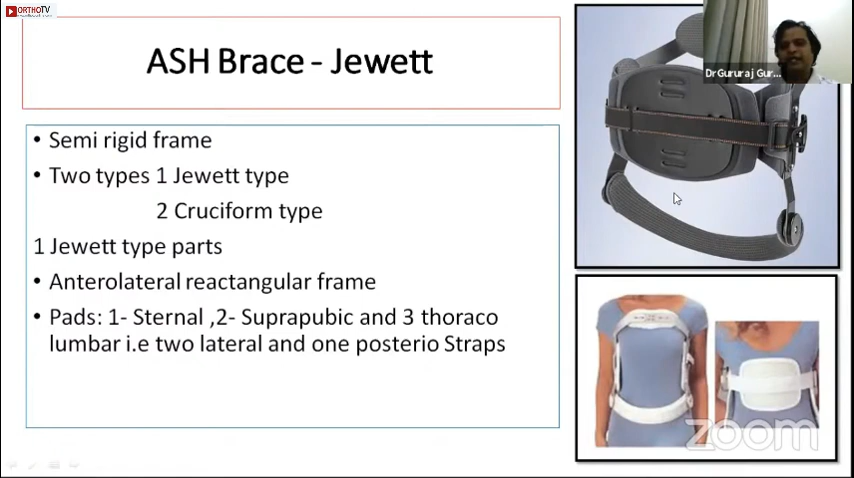 ORTHOTV
ASH Brace - Jewett
Dr Gururaj Gur...
• Semi rigid frame
• Two types 1 Jewett type
2 Cruciform type
1 Jewett type parts
• Anterolateral reactangular frame
• Pads: 1- Sternal ,2- Suprapubic and 3 thoraco
lumbar i.e two lateral and one posterio Straps
zoom